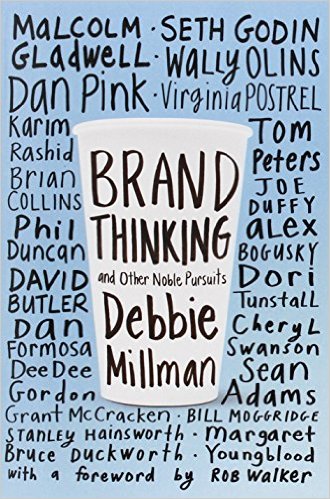 MALCOLM · SETH GODIN
GLADWELL · WALLY OLINS
DAN PINK · VIRGINIA POSTREL
Karim Rashid
Brian COLLINS
Phil Duncan
DAVID BUTLER
DAN Formosa
Dee Dee Gordon
BRAND THINKING
and Other Noble Pursuits
Debbie Millman
Tom Peters
JOE DUFFY
alex BOGUSKY
Dori TUNSTALL
Cheryl Swanson
Sean Adams
Grant McCracken · BILL MOGGRIDGE
STANLEY HAINSWORTH · Margaret
Bruce Duckworth · Youngblood
with a foreword by ROB WALKER